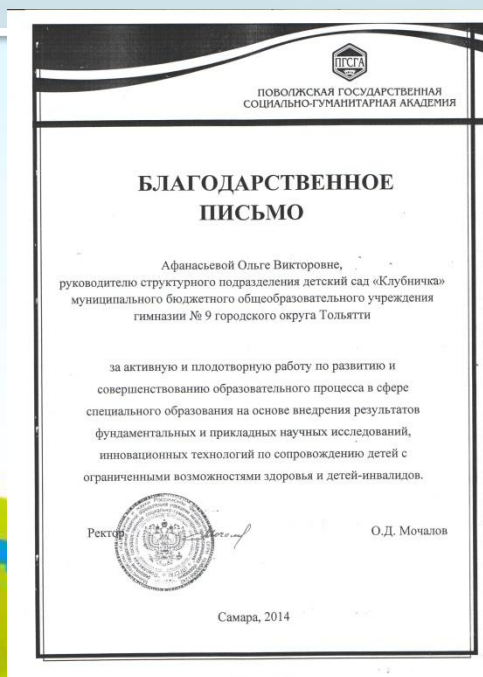 ПГСГА
ПОВОЛЖСКАЯ ГОСУДАРСТВЕННАЯ
СОЦИАЛЬНО-ГУМАНИТАРНАЯ АКАДЕМИЯ
БЛАГОДАРСТВЕННОЕ
ПИСЬМО
Афанасьевой Ольге Викторовне,
руководителю структурного подразделения детский сад «Клубничка»
муниципального бюджетного общеобразовательного учреждения
гимназии № 9 городского округа Тольятти
за активную и плодотворную работу по развитию и
совершенствованию образовательного процесса в сфере
специального образования на основе внедрения результатов
фундаментальных и прикладных научных исследований,
инновационных технологий по сопровождению детей с
ограниченными возможностями здоровья и детей-инвалидов.
Ректор О.Д. Мочалов
Самара, 2014